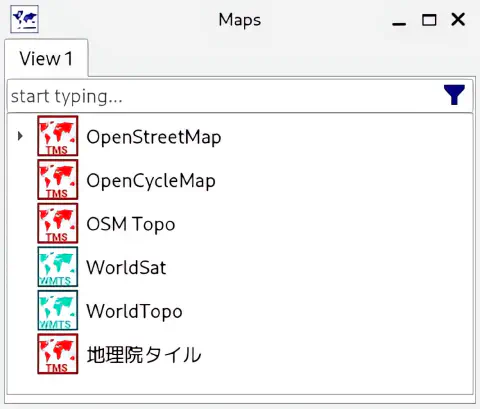 Maps
View 1
start typing...
TMS OpenStreetMap
TMS OpenCycleMap
TMS OSM Topo
WMTS WorldSat
WMTS WorldTopo
TMS 地理院タイル